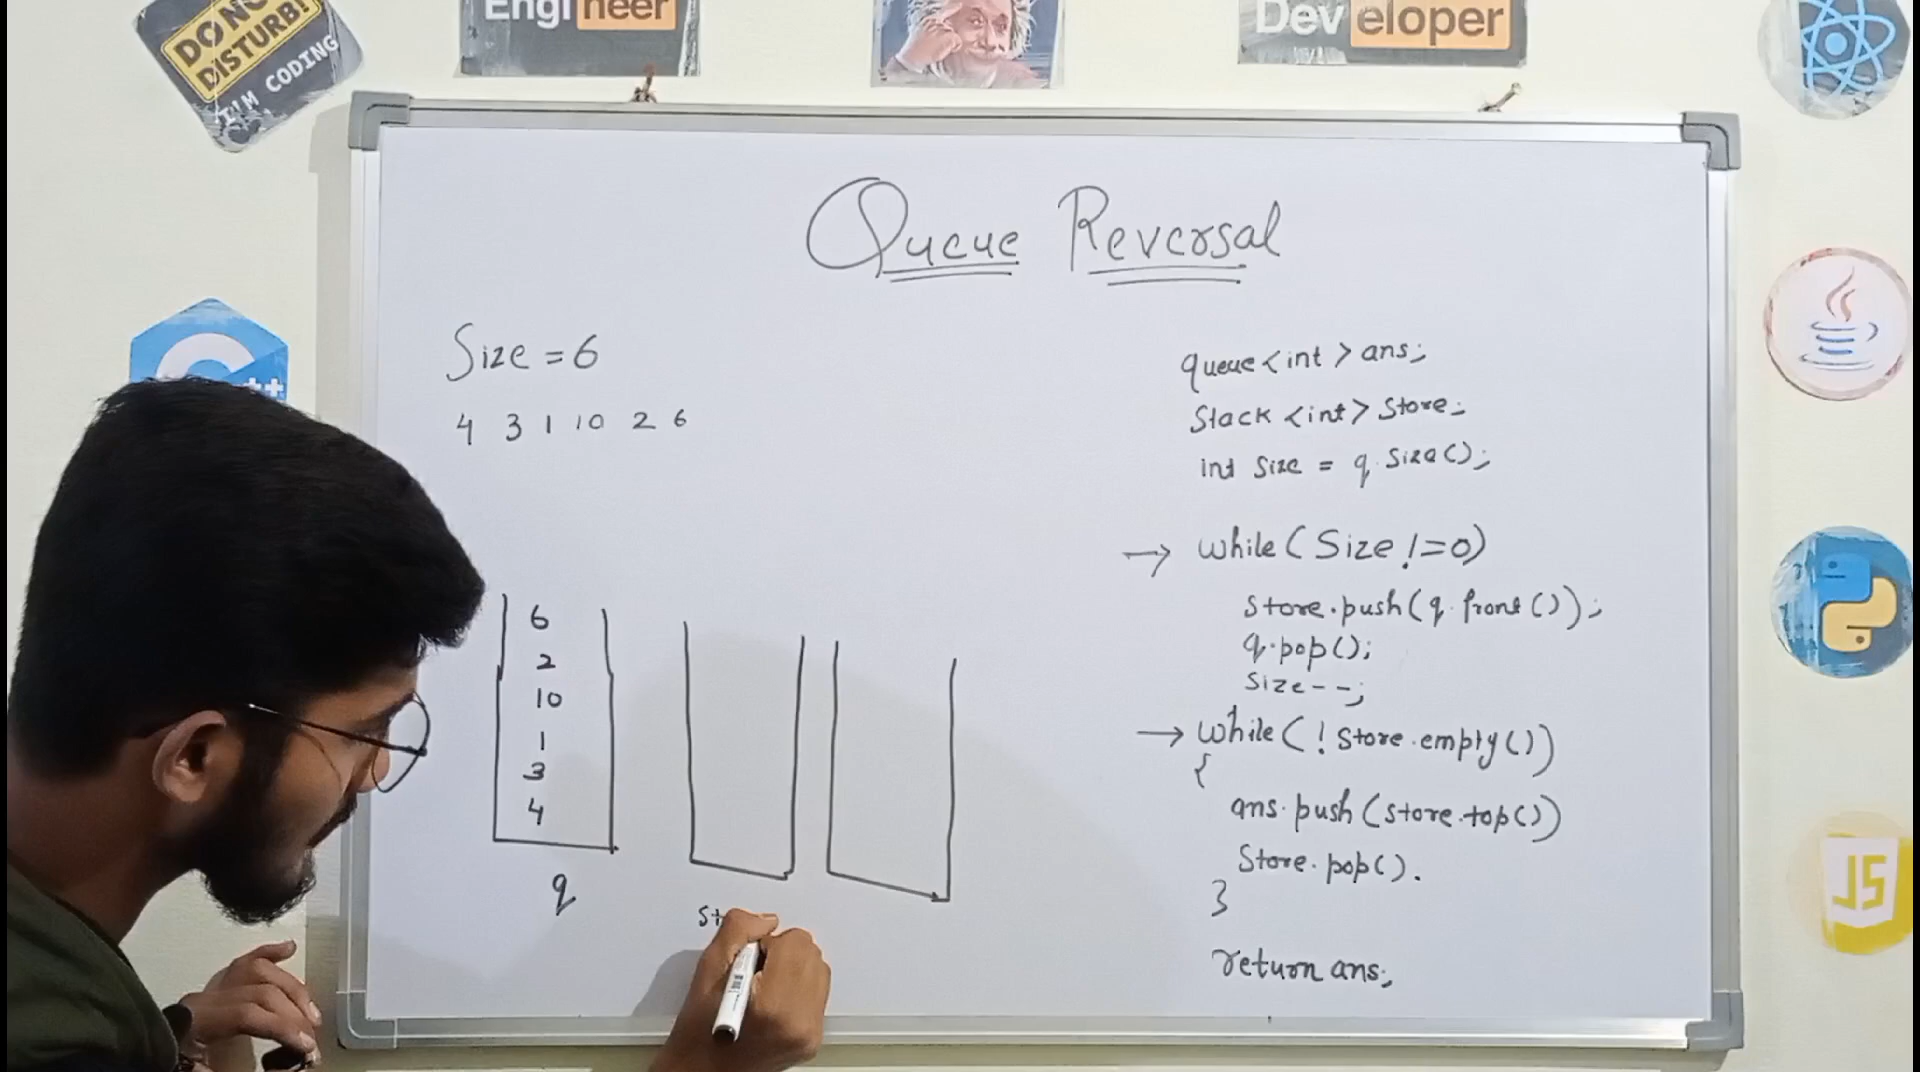 DO NOT
DISTURB!
I'M CODING
Engineer
Developer
Queue Reversal
Size = 6
4 3 1 10 2 6
6
2
10
1
3
4
q
st
queue <int> ans;
Stack <int> Store;
int Size = q.Size();
→ while (Size != 0)
Store.push(q.front());
q.pop();
Size--;
→ while (! Store.empty())
{
ans.push(store.top())
Store.pop().
}
return ans;
++
JS